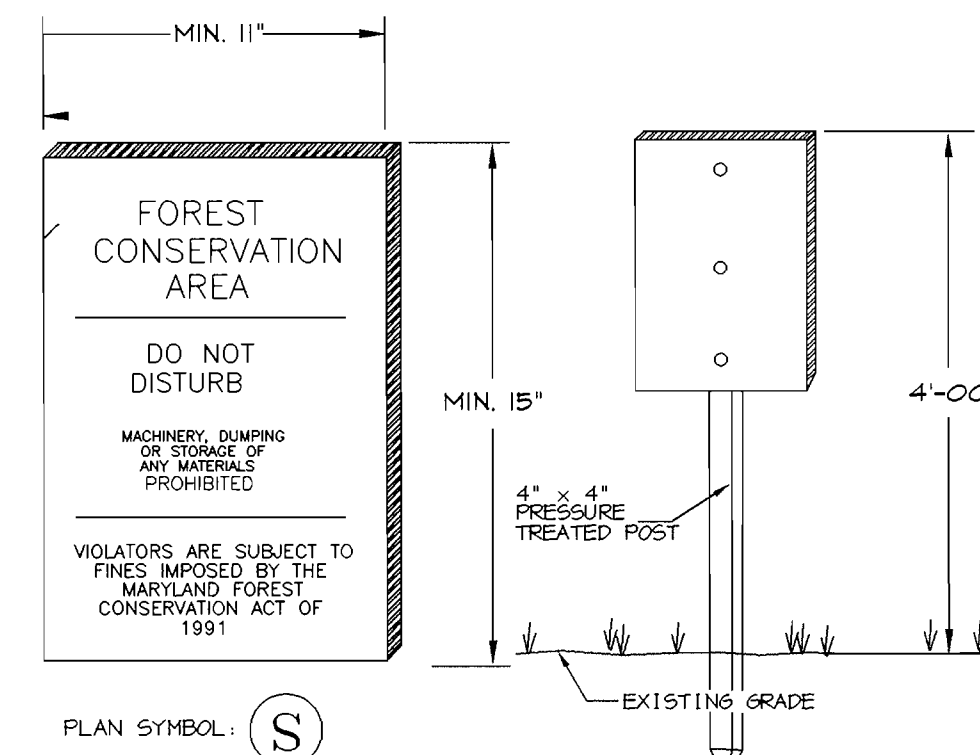 MIN. 11"
FOREST
CONSERVATION
AREA
DO NOT
DISTURB
MACHINERY, DUMPING
OR STORAGE OF
ANY MATERIALS
PROHIBITED
VIOLATORS ARE SUBJECT TO
FINES IMPOSED BY THE
MARYLAND FOREST
CONSERVATION ACT OF
1991
MIN. 15"
PLAN SYMBOL: S
4" x 4"
PRESSURE
TREATED POST
4'-00
EXISTING GRADE